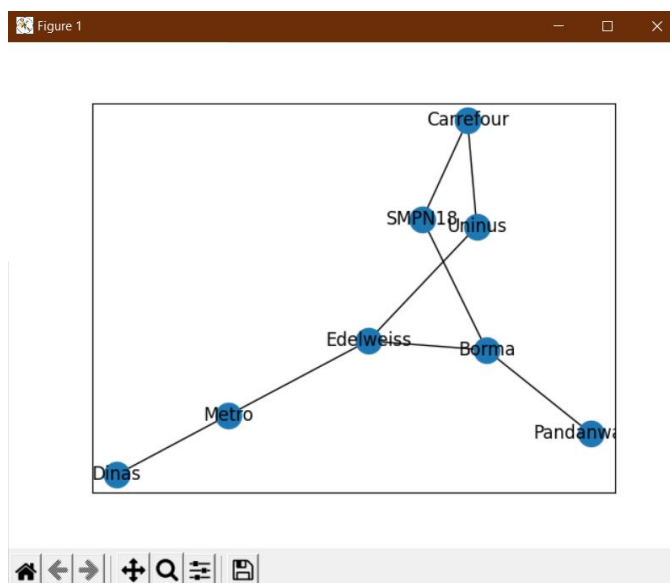 Figure 1
Carrefour
SMPN18
Uninus
Edelweiss
Borma
Metro
Pandanwa
Dinas